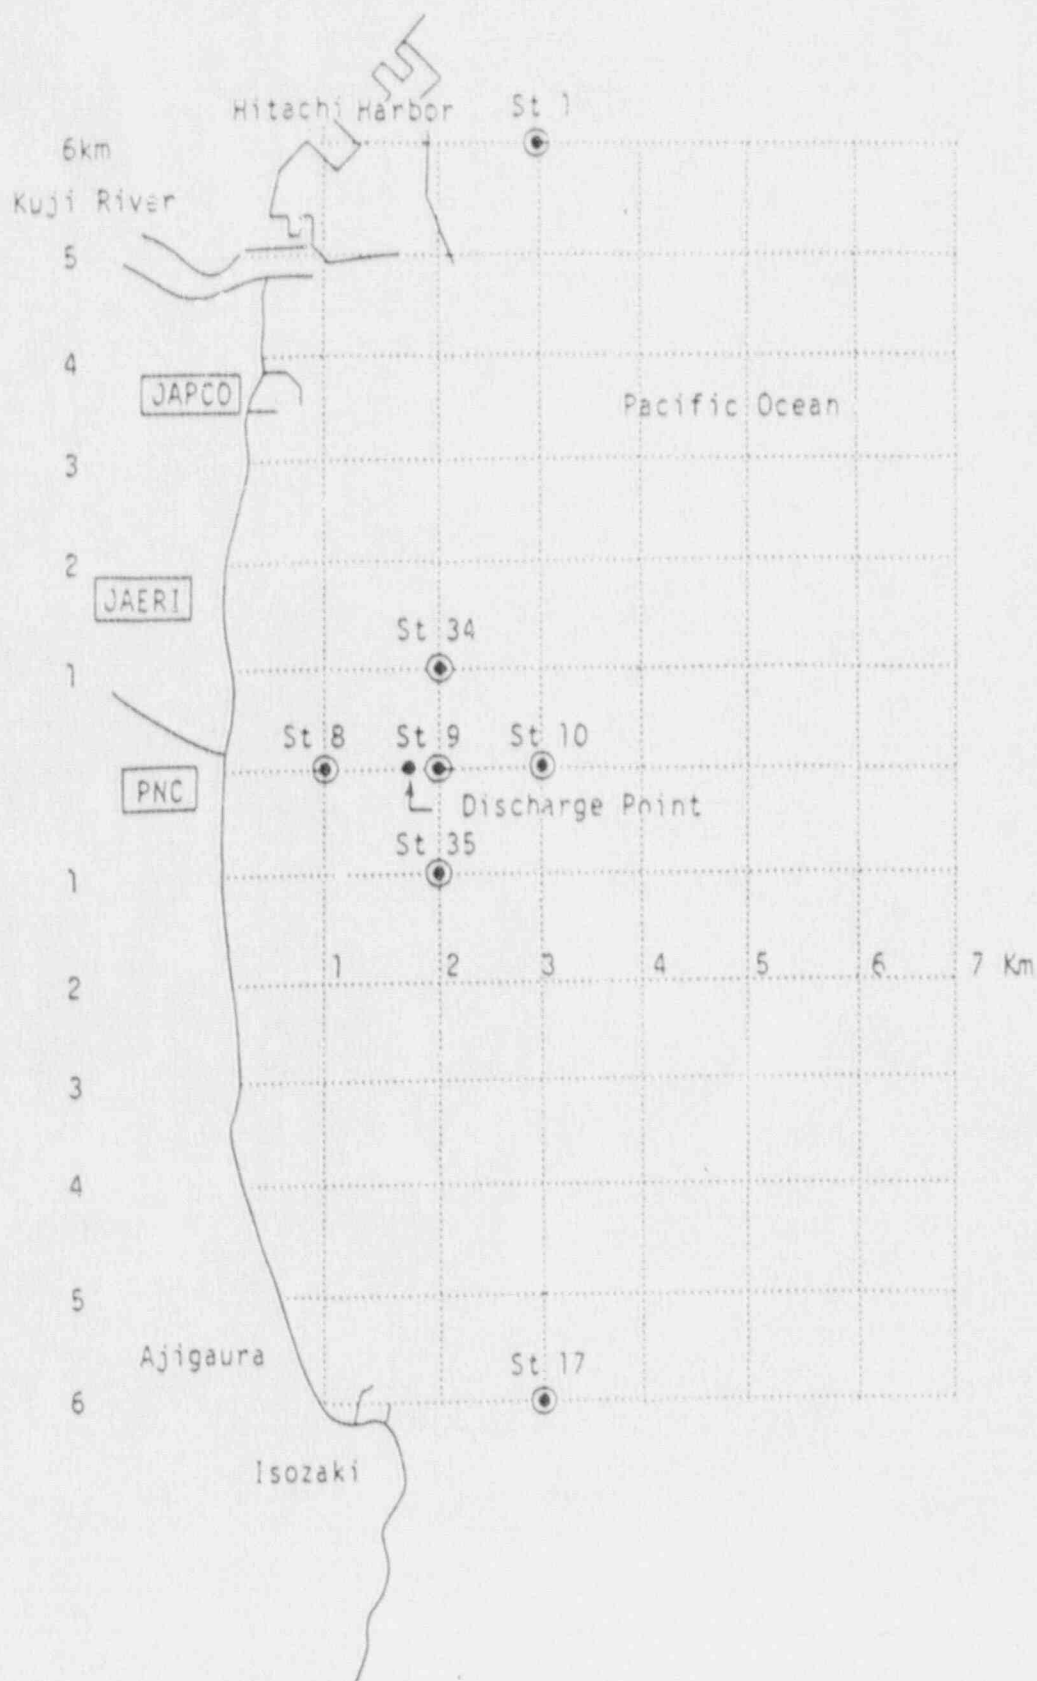 Hitachi Harbor
St 1
6km
Kuji River
5
4
JAPCO
Pacific Ocean
3
2
JAERI
St 34
1
St 8
St 9
St 10
PNC
Discharge Point
St 35
1
1 2 3 4 5 6 7 Km
2
3
4
5
Ajigaura
St 17
6
Isozaki